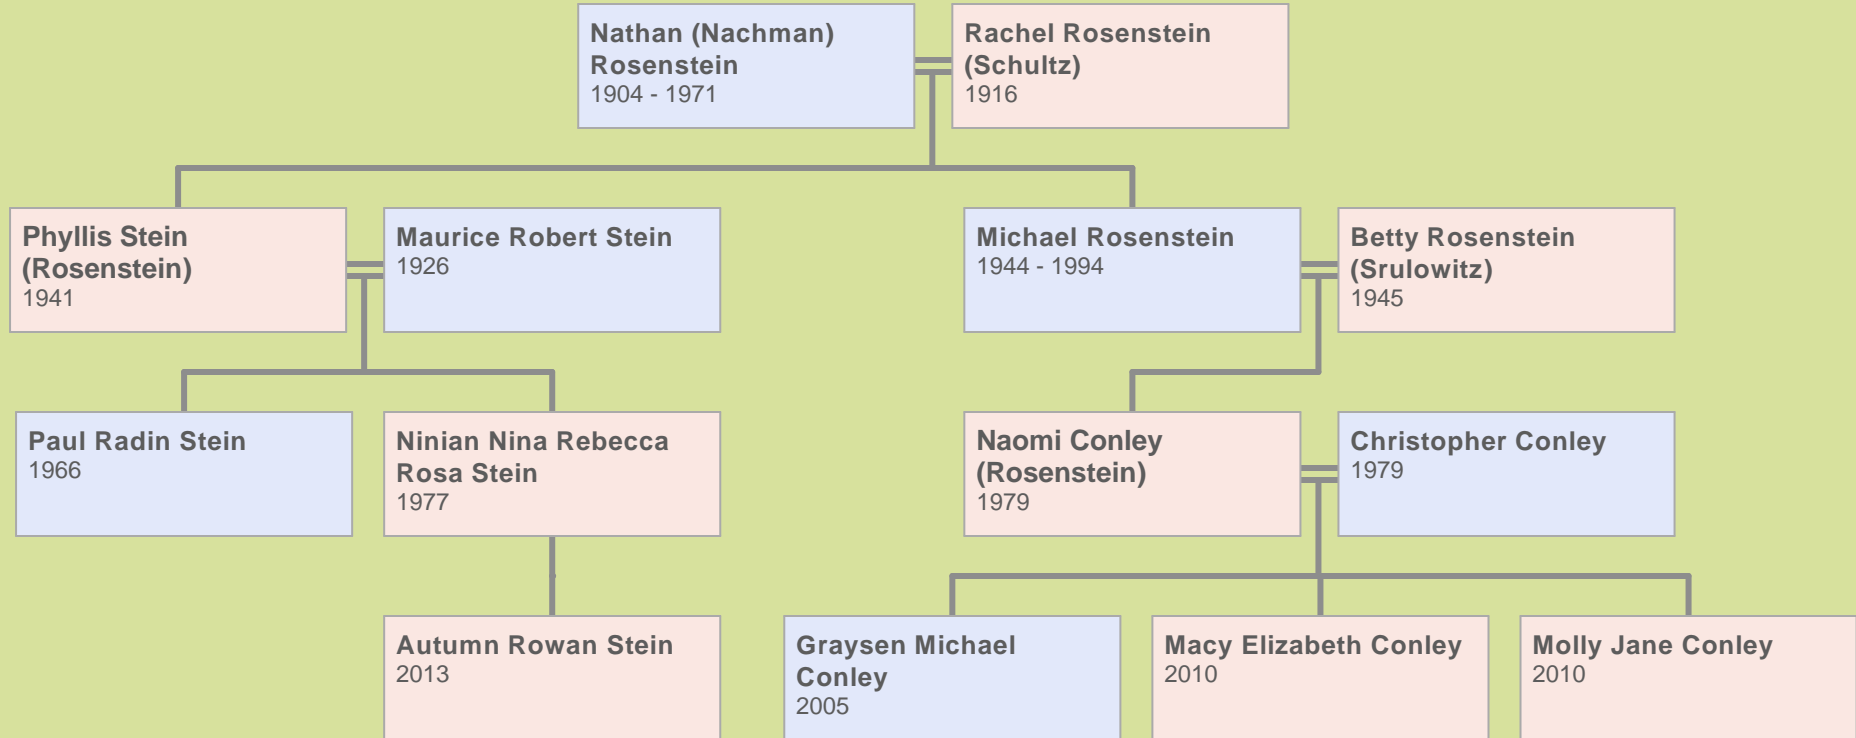 Nathan (Nachman)
Rosenstein
1904 - 1971
Rachel Rosenstein
(Schultz)
1916
Phyllis Stein
(Rosenstein)
1941
Maurice Robert Stein
1926
Michael Rosenstein
1944 - 1994
Betty Rosenstein
(Srulowitz)
1945
Paul Radin Stein
1966
Ninian Nina Rebecca
Rosa Stein
1977
Naomi Conley
(Rosenstein)
1979
Christopher Conley
1979
Autumn Rowan Stein
2013
Graysen Michael
Conley
2005
Macy Elizabeth Conley
2010
Molly Jane Conley
2010